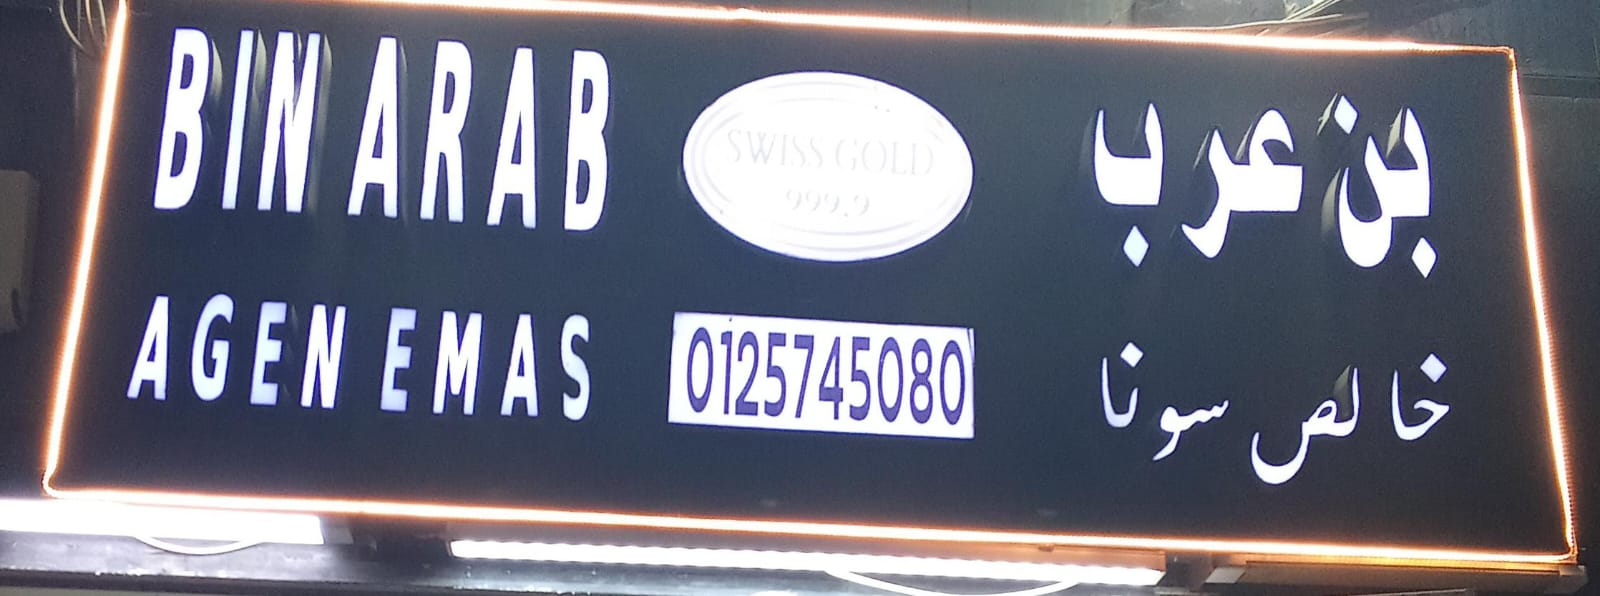 BIN ARAB
AGEN EMAS
SWISS GOLD
999.9
0125745080
بن عرب
خالص سونا